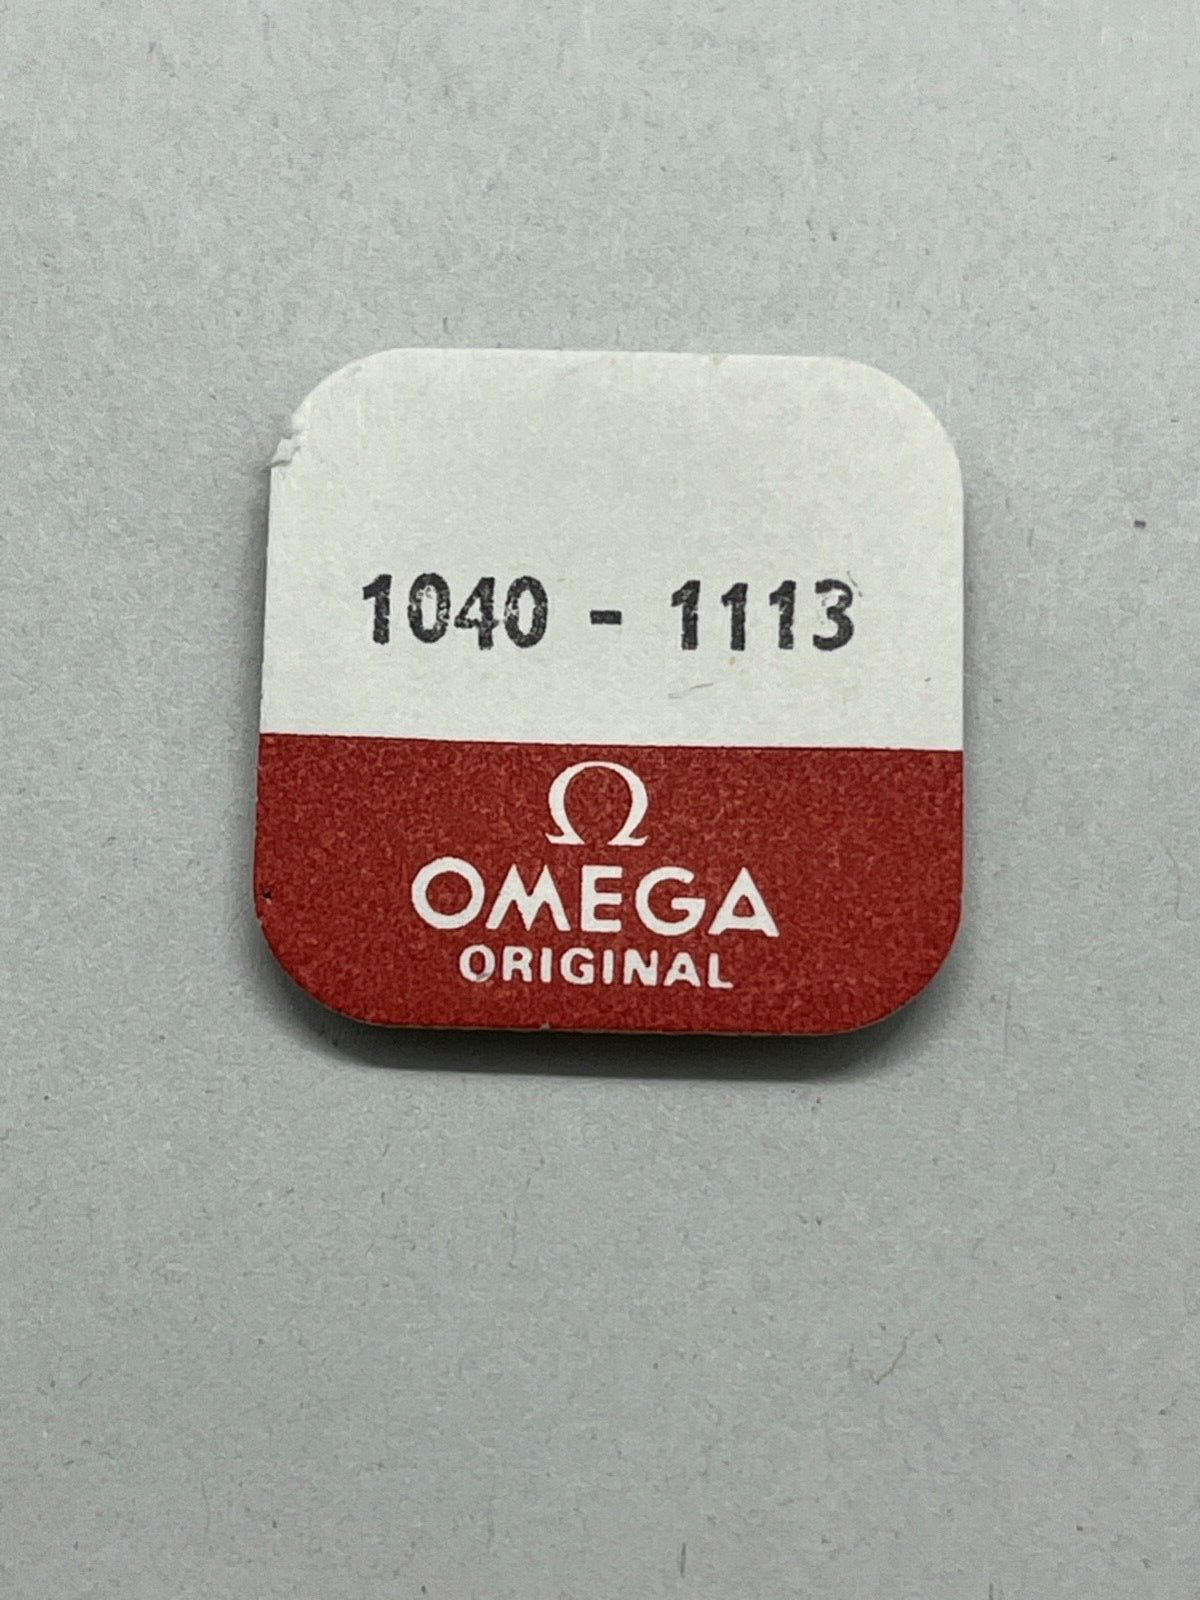 1040 - 1113
Ω
OMEGA
ORIGINAL